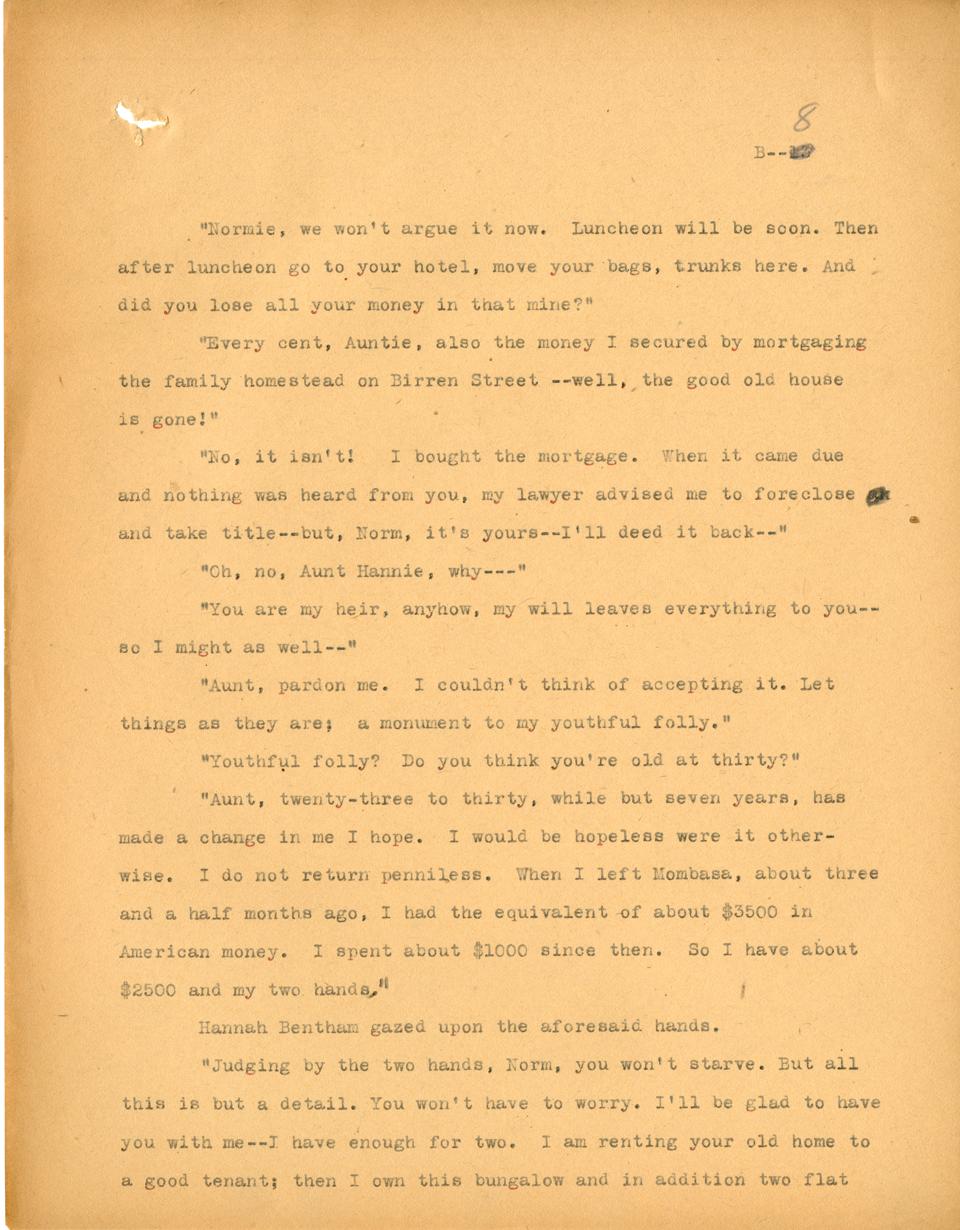 8
B--
"Normie, we won't argue it now.  Luncheon will be soon. Then
after luncheon go to your hotel, move your bags, trunks here. And
did you lose all your money in that mine?"
"Every cent, Auntie, also the money I secured by mortgaging
the family homestead on Birren Street --well, the good old house
is gone!"
"No, it isn't!  I bought the mortgage.  When it came due
and nothing was heard from you, my lawyer advised me to foreclose
and take title--but, Norm, it's yours--I'll deed it back--"
"Oh, no, Aunt Hannie, why---"
"You are my heir, anyhow, my will leaves everything to you--
so I might as well--"
"Aunt, pardon me.  I couldn't think of accepting it. Let
things as they are;  a monument to my youthful folly."
"Youthful folly?  Do you think you're old at thirty?"
"Aunt, twenty-three to thirty, while but seven years, has
made a change in me I hope.  I would be hopeless were it other-
wise.  I do not return penniless.  When I left Mombasa, about three
and a half months ago, I had the equivalent of about $3500 in
American money.  I spent about $1000 since then.  So I have about
$2500 and my two hands."
Hannah Bentham gazed upon the aforesaid hands.
"Judging by the two hands, Norm, you won't starve. But all
this is but a detail. You won't have to worry. I'll be glad to have
you with me--I have enough for two.  I am renting your old home to
a good tenant; then I own this bungalow and in addition two flat